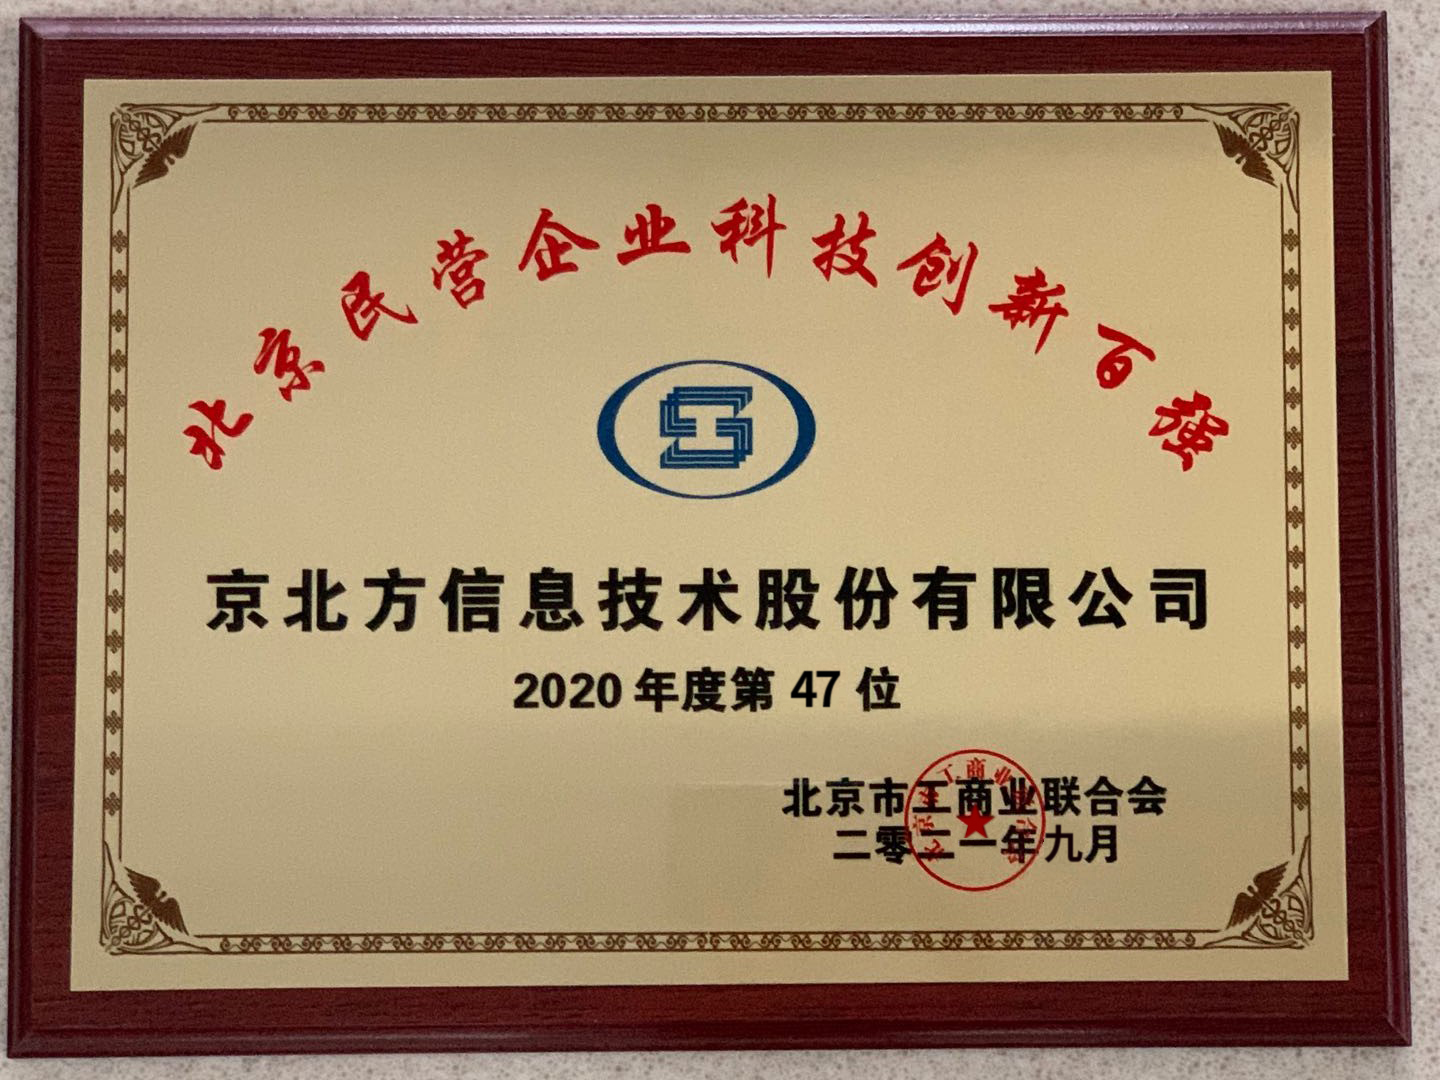 北京民营企业科技创新百强
京北方信息技术股份有限公司
2020年度第47位
北京市工商业联合会
二零二一年九月